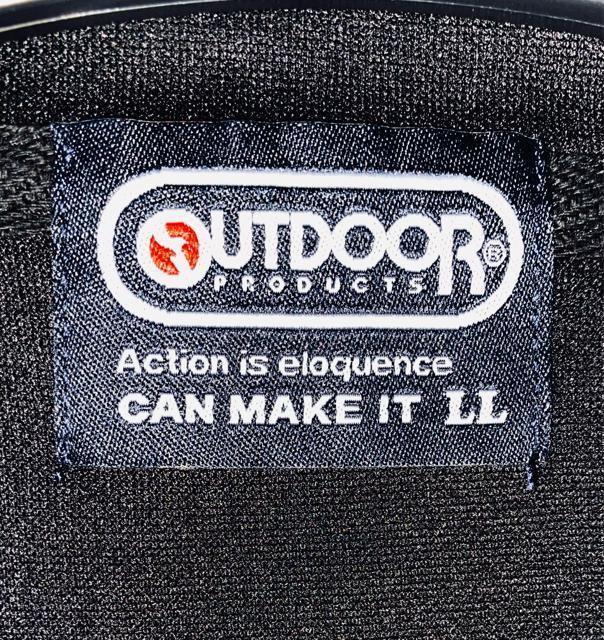 OUTDOOR®
PRODUCTS
Action is eloquence
CAN MAKE IT LL